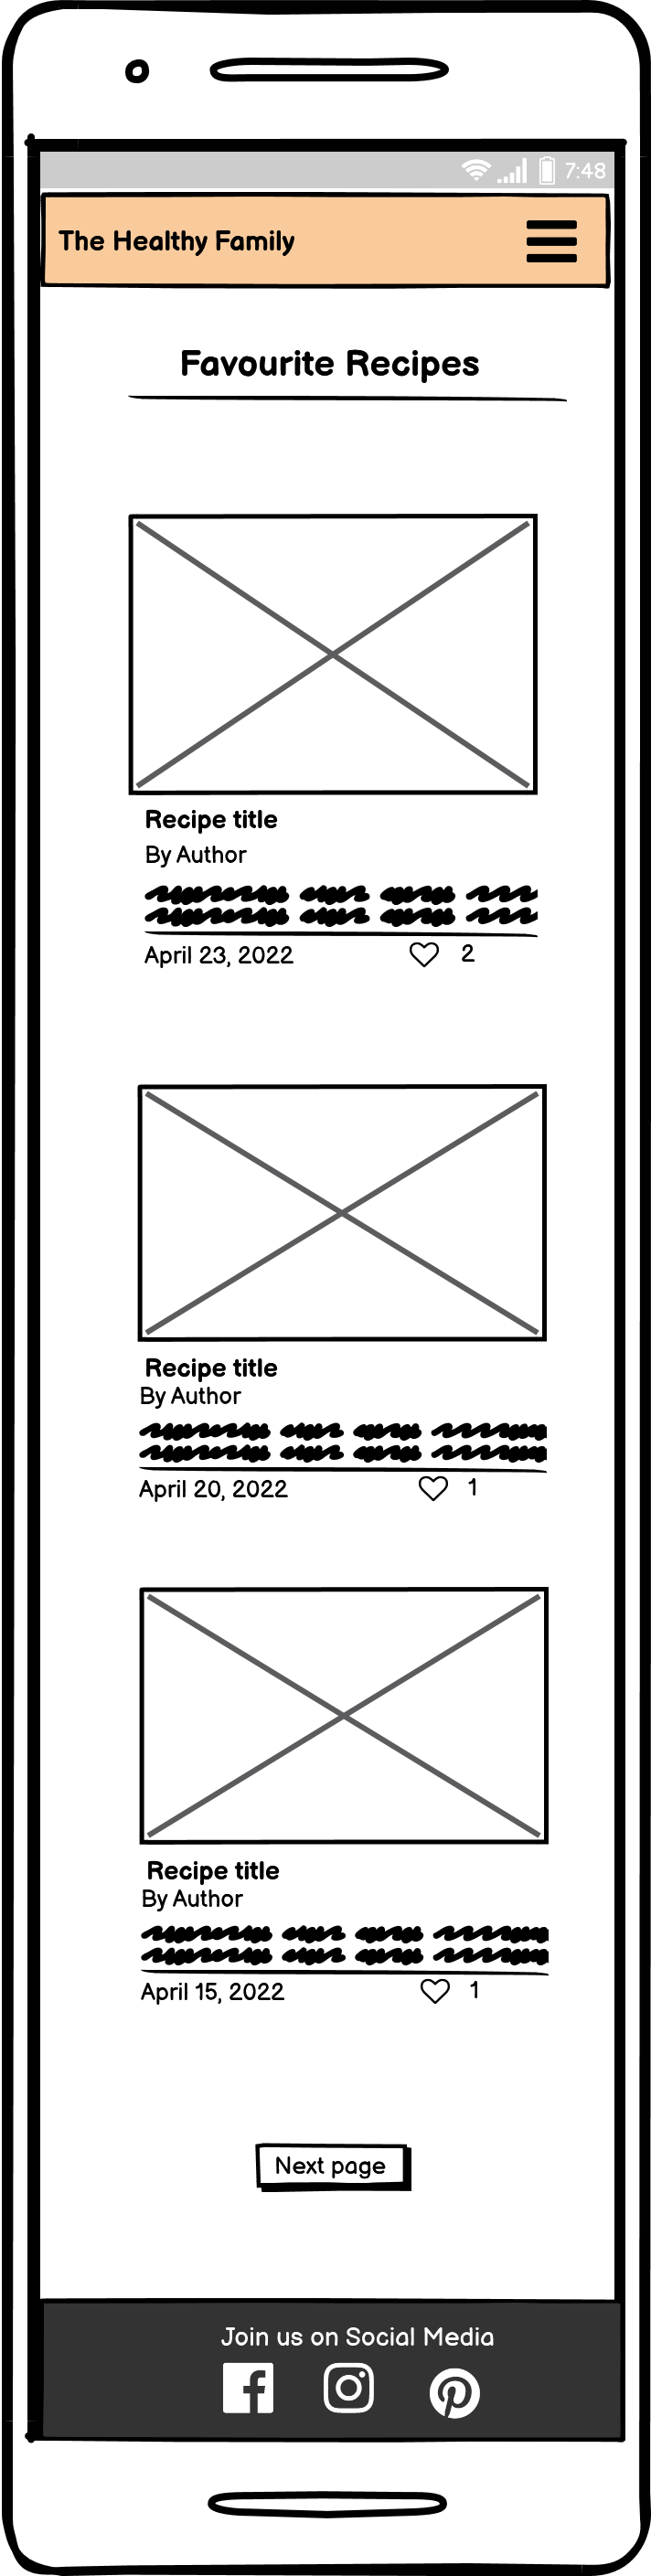 7:48
The Healthy Family
Favourite Recipes
Recipe title
By Author
April 23, 2022 2
Recipe title
By Author
April 20, 2022 1
Recipe title
By Author
April 15, 2022 1
Next page
Join us on Social Media